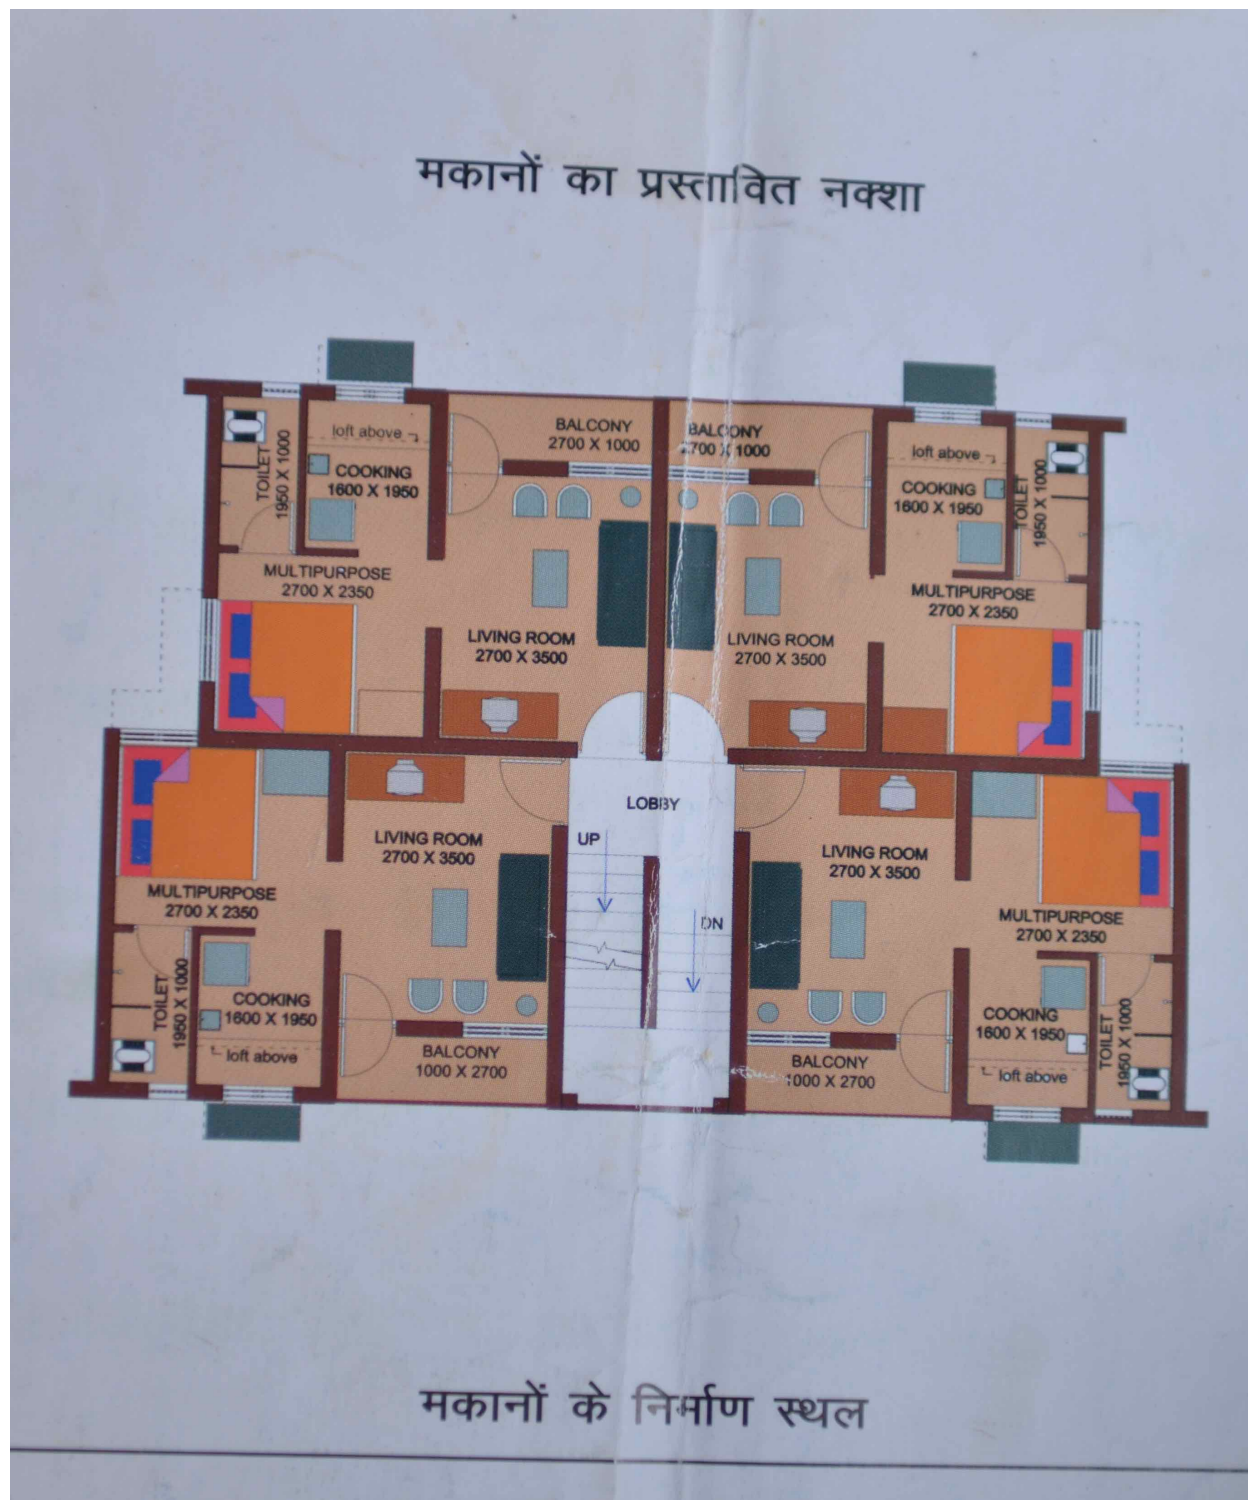 मकानों का प्रस्तावित नक्शा
BALCONY
2700 X 1000
BALCONY
2700 X 1000
loft above
COOKING
1600 X 1950
TOILET
1950 X 1000
loft above
COOKING
1600 X 1950
TOILET
1950 X 1000
MULTIPURPOSE
2700 X 2350
MULTIPURPOSE
2700 X 2350
LIVING ROOM
2700 X 3500
LIVING ROOM
2700 X 3500
LOBBY
UP
DN
LIVING ROOM
2700 X 3500
LIVING ROOM
2700 X 3500
MULTIPURPOSE
2700 X 2350
MULTIPURPOSE
2700 X 2350
TOILET
1950 X 1000
COOKING
1600 X 1950
loft above
COOKING
1600 X 1950
loft above
TOILET
1950 X 1000
BALCONY
1000 X 2700
BALCONY
1000 X 2700
मकानों के निर्माण स्थल